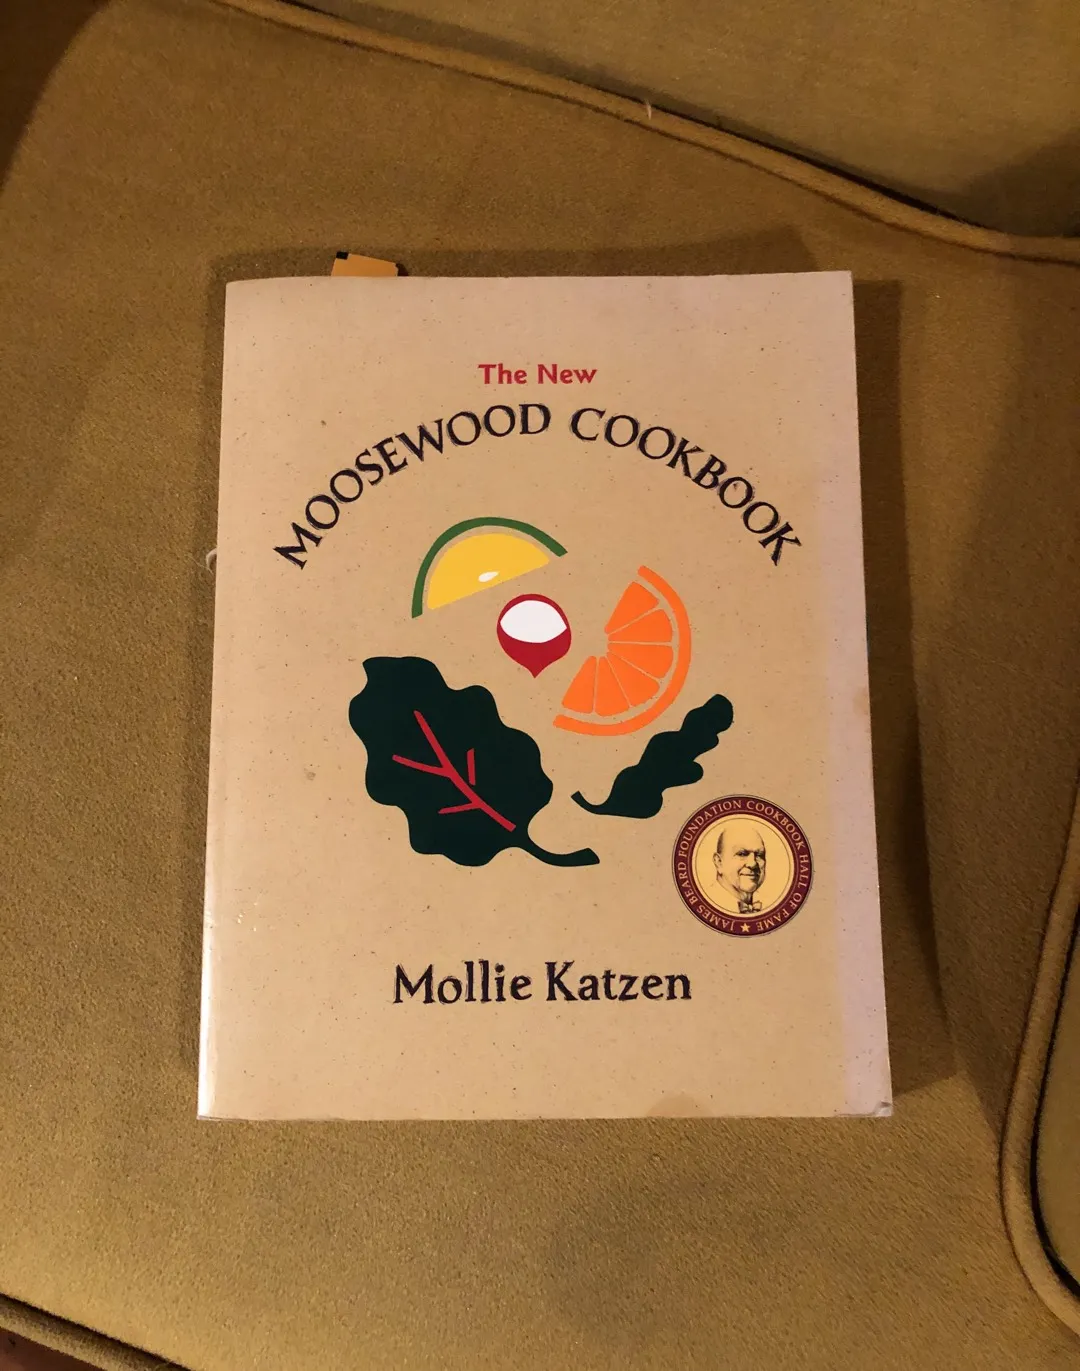 The New
MOOSEWOOD COOKBOOK
JAMES BEARD FOUNDATION COOKBOOK HALL OF FAME ★
Mollie Katzen